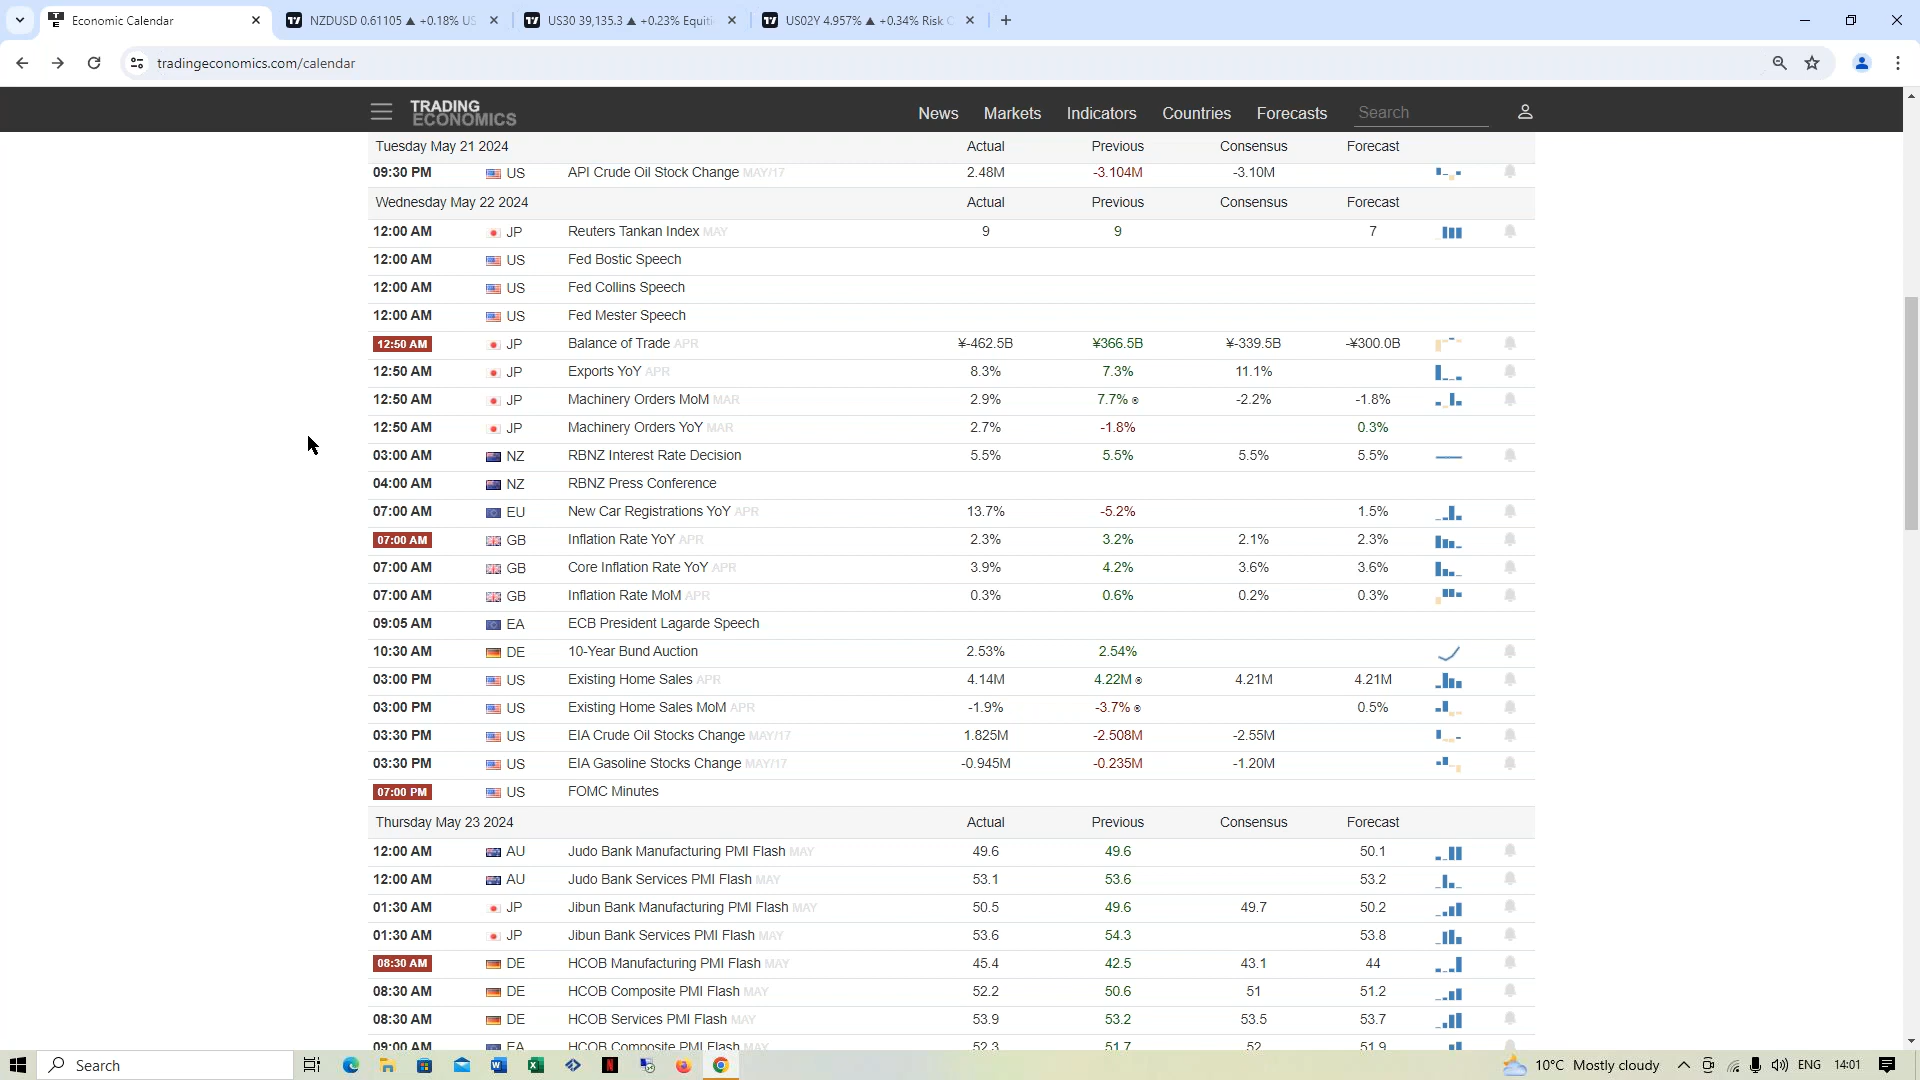 Economic Calendar
NZDUSD 0.61105 ▲ +0.18% US
US30 39,135.3 ▲ +0.23% Equiti
US02Y 4.957% ▲ +0.34% Risk C
tradingeconomics.com/calendar
TRADING ECONOMICS
News Markets Indicators Countries Forecasts Search
Tuesday May 21 2024 Actual Previous Consensus Forecast
09:30 PM US API Crude Oil Stock Change MAY/17 2.48M -3.104M -3.10M
Wednesday May 22 2024 Actual Previous Consensus Forecast
12:00 AM JP Reuters Tankan Index MAY 9 9 7
12:00 AM US Fed Bostic Speech
12:00 AM US Fed Collins Speech
12:00 AM US Fed Mester Speech
12:50 AM JP Balance of Trade APR ¥-462.5B ¥366.5B ¥-339.5B -¥300.0B
12:50 AM JP Exports YoY APR 8.3% 7.3% 11.1%
12:50 AM JP Machinery Orders MoM MAR 2.9% 7.7% ® -2.2% -1.8%
12:50 AM JP Machinery Orders YoY MAR 2.7% -1.8% 0.3%
03:00 AM NZ RBNZ Interest Rate Decision 5.5% 5.5% 5.5% 5.5%
04:00 AM NZ RBNZ Press Conference
07:00 AM EU New Car Registrations YoY APR 13.7% -5.2% 1.5%
07:00 AM GB Inflation Rate YoY APR 2.3% 3.2% 2.1% 2.3%
07:00 AM GB Core Inflation Rate YoY APR 3.9% 4.2% 3.6% 3.6%
07:00 AM GB Inflation Rate MoM APR 0.3% 0.6% 0.2% 0.3%
09:05 AM EA ECB President Lagarde Speech
10:30 AM DE 10-Year Bund Auction 2.53% 2.54%
03:00 PM US Existing Home Sales APR 4.14M 4.22M ® 4.21M 4.21M
03:00 PM US Existing Home Sales MoM APR -1.9% -3.7% ® 0.5%
03:30 PM US EIA Crude Oil Stocks Change MAY/17 1.825M -2.508M -2.55M
03:30 PM US EIA Gasoline Stocks Change MAY/17 -0.945M -0.235M -1.20M
07:00 PM US FOMC Minutes
Thursday May 23 2024 Actual Previous Consensus Forecast
12:00 AM AU Judo Bank Manufacturing PMI Flash MAY 49.6 49.6 50.1
12:00 AM AU Judo Bank Services PMI Flash MAY 53.1 53.6 53.2
01:30 AM JP Jibun Bank Manufacturing PMI Flash MAY 50.5 49.6 49.7 50.2
01:30 AM JP Jibun Bank Services PMI Flash MAY 53.6 54.3 53.8
08:30 AM DE HCOB Manufacturing PMI Flash MAY 45.4 42.5 43.1 44
08:30 AM DE HCOB Composite PMI Flash MAY 52.2 50.6 51 51.2
08:30 AM DE HCOB Services PMI Flash MAY 53.9 53.2 53.5 53.7
09:00 AM EA HCOB Composite PMI Flash MAY 52.3 51.7 52 51.9
Search
10°C Mostly cloudy ENG 14:01